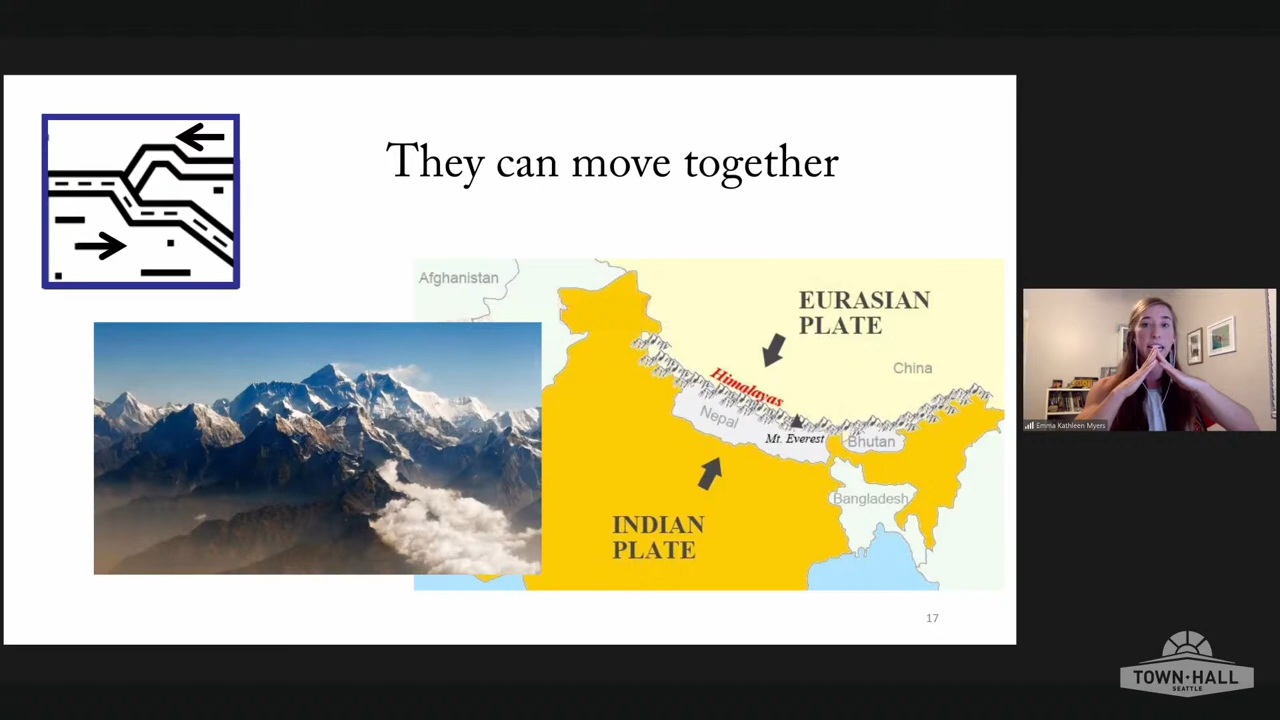 They can move together
Afghanistan
EURASIAN
PLATE
China
Himalayas
Nepal
Mt. Everest
Bhutan
Bangladesh
INDIAN
PLATE
17
Emma Kathleen Myers
TOWN·HALL
SEATTLE